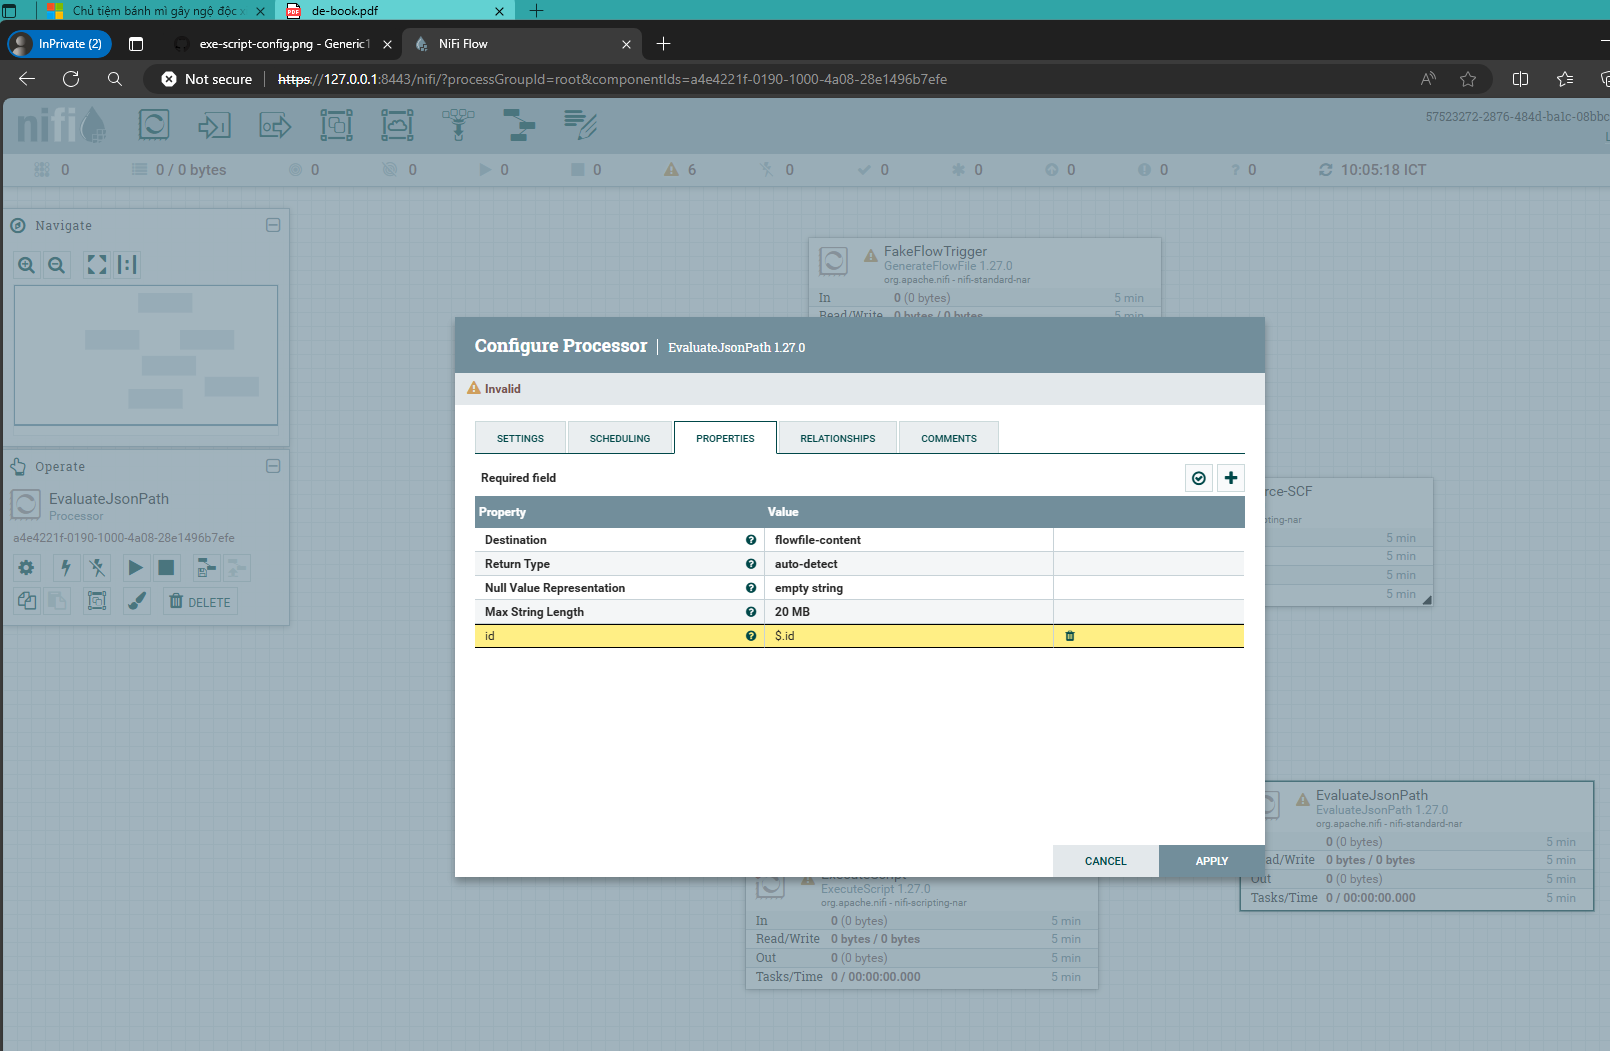 Chủ tiệm bánh mì gây ngộ độc x
de-book.pdf
InPrivate (2)
exe-script-config.png - Generic1
NiFi Flow
Not secure
https://127.0.0.1:8443/nifi/?processGroupId=root&componentIds=a4e4221f-0190-1000-4a08-28e1496b7efe
nifi
57523272-2876-484d-ba1c-08bbc
0
0 / 0 bytes
0
0
0
0
6
0
0
0
0
0
? 0
10:05:18 ICT
Navigate
Operate
EvaluateJsonPath
Processor
a4e4221f-0190-1000-4a08-28e1496b7efe
DELETE
FakeFlowTrigger
GenerateFlowFile 1.27.0
org.apache.nifi - nifi-standard-nar
In 0 (0 bytes) 5 min
Read/Write 0 bytes / 0 bytes 5 min
Configure Processor | EvaluateJsonPath 1.27.0
Invalid
SETTINGS
SCHEDULING
PROPERTIES
RELATIONSHIPS
COMMENTS
Required field
Property Value
Destination flowfile-content
Return Type auto-detect
Null Value Representation empty string
Max String Length 20 MB
id $.id
CANCEL
APPLY
rce-SCF
pting-nar
5 min
5 min
5 min
5 min
EvaluateJsonPath
EvaluateJsonPath 1.27.0
org.apache.nifi - nifi-standard-nar
0 (0 bytes) 5 min
ad/Write 0 bytes / 0 bytes 5 min
Out 0 (0 bytes) 5 min
Tasks/Time 0 / 00:00:00.000 5 min
ExecuteScript
ExecuteScript 1.27.0
org.apache.nifi - nifi-scripting-nar
In 0 (0 bytes) 5 min
Read/Write 0 bytes / 0 bytes 5 min
Out 0 (0 bytes) 5 min
Tasks/Time 0 / 00:00:00.000 5 min